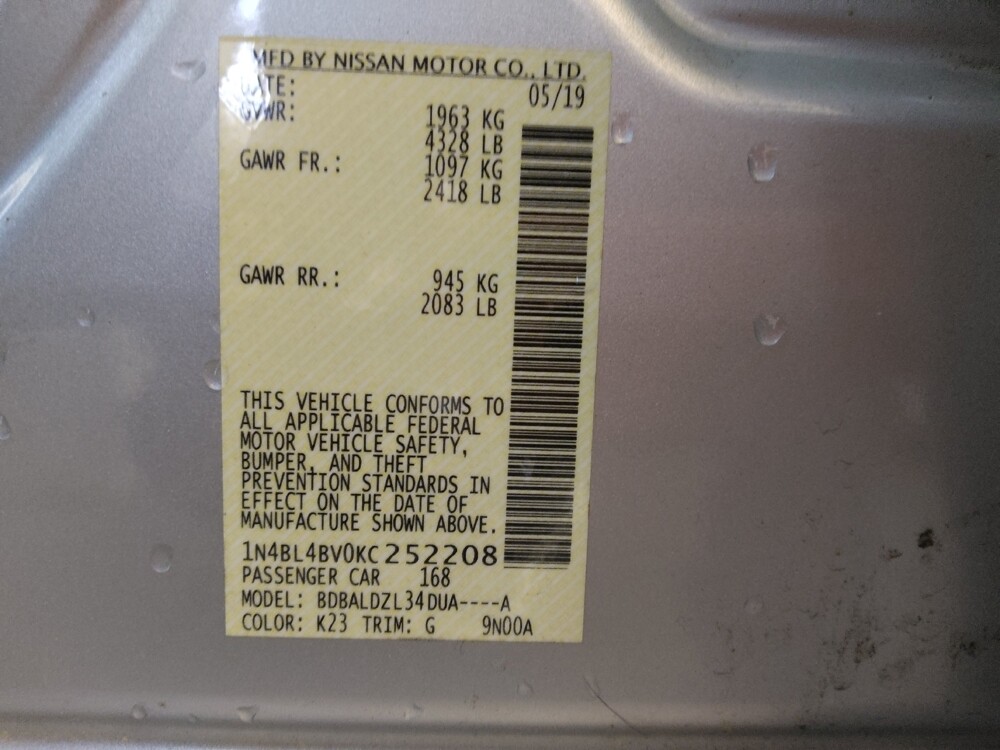 MFD BY NISSAN MOTOR CO., LTD.
DATE: 05/19
GVWR: 1963 KG
4328 LB
GAWR FR.: 1097 KG
2418 LB
GAWR RR.: 945 KG
2083 LB
THIS VEHICLE CONFORMS TO
ALL APPLICABLE FEDERAL
MOTOR VEHICLE SAFETY,
BUMPER, AND THEFT
PREVENTION STANDARDS IN
EFFECT ON THE DATE OF
MANUFACTURE SHOWN ABOVE.
1N4BL4BV0KC252208
PASSENGER CAR 168
MODEL: BDBALDZL34DUA----A
COLOR: K23 TRIM: G 9N00A